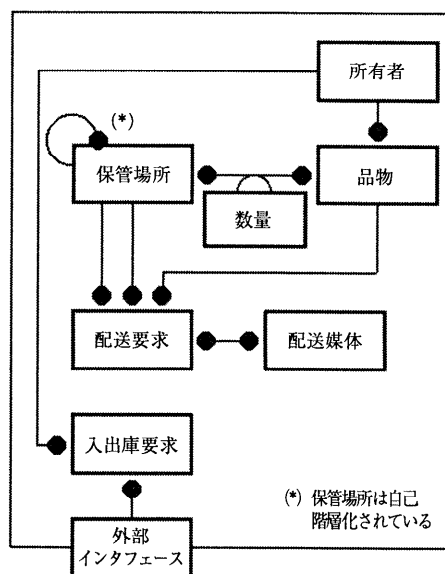 所有者
(*)
保管場所
品物
数量
配送要求
配送媒体
入出庫要求
外部
インタフェース
(*) 保管場所は自己
階層化されている